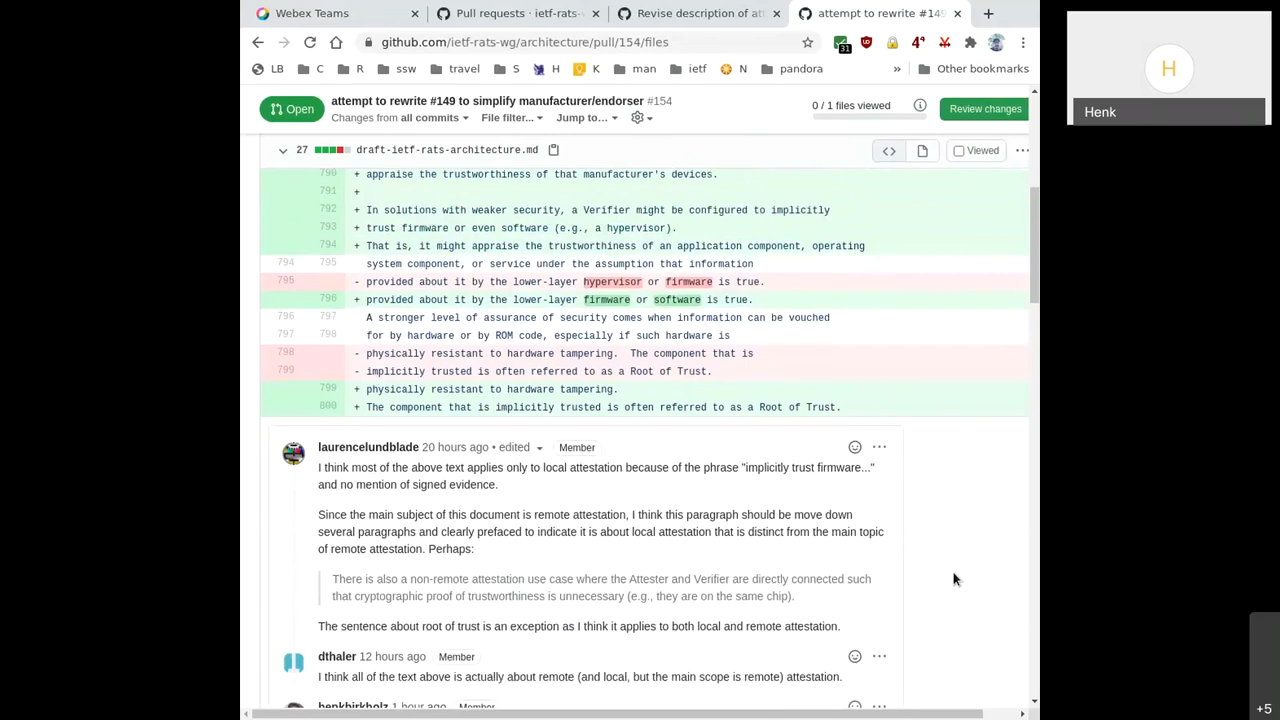 Webex Teams
Pull requests · ietf-rats-
Revise description of at
attempt to rewrite #149
github.com/ietf-rats-wg/architecture/pull/154/files
31
LB
C
R
ssw
travel
S
H
K
man
ietf
N
pandora
»
Other bookmarks
Open
attempt to rewrite #149 to simplify manufacturer/endorser #154
Changes from all commits
File filter...
Jump to...
0 / 1 files viewed
Review changes
27 draft-ietf-rats-architecture.md
Viewed
790 + appraise the trustworthiness of that manufacturer's devices.
791 +
792 + In solutions with weaker security, a Verifier might be configured to implicitly
793 + trust firmware or even software (e.g., a hypervisor).
794 + That is, it might appraise the trustworthiness of an application component, operating
794 795 system component, or service under the assumption that information
795 - provided about it by the lower-layer hypervisor or firmware is true.
796 + provided about it by the lower-layer firmware or software is true.
796 797 A stronger level of assurance of security comes when information can be vouched
797 798 for by hardware or by ROM code, especially if such hardware is
798 - physically resistant to hardware tampering. The component that is
799 - implicitly trusted is often referred to as a Root of Trust.
799 + physically resistant to hardware tampering.
800 + The component that is implicitly trusted is often referred to as a Root of Trust.
laurencelundblade 20 hours ago • edited Member
I think most of the above text applies only to local attestation because of the phrase "implicitly trust firmware..."
and no mention of signed evidence.
Since the main subject of this document is remote attestation, I think this paragraph should be move down
several paragraphs and clearly prefaced to indicate it is about local attestation that is distinct from the main topic
of remote attestation. Perhaps:
There is also a non-remote attestation use case where the Attester and Verifier are directly connected such
that cryptographic proof of trustworthiness is unnecessary (e.g., they are on the same chip).
The sentence about root of trust is an exception as I think it applies to both local and remote attestation.
dthaler 12 hours ago Member
I think all of the text above is actually about remote (and local, but the main scope is remote) attestation.
henkbirkholz 1 hour ago Member
H
Henk
+5